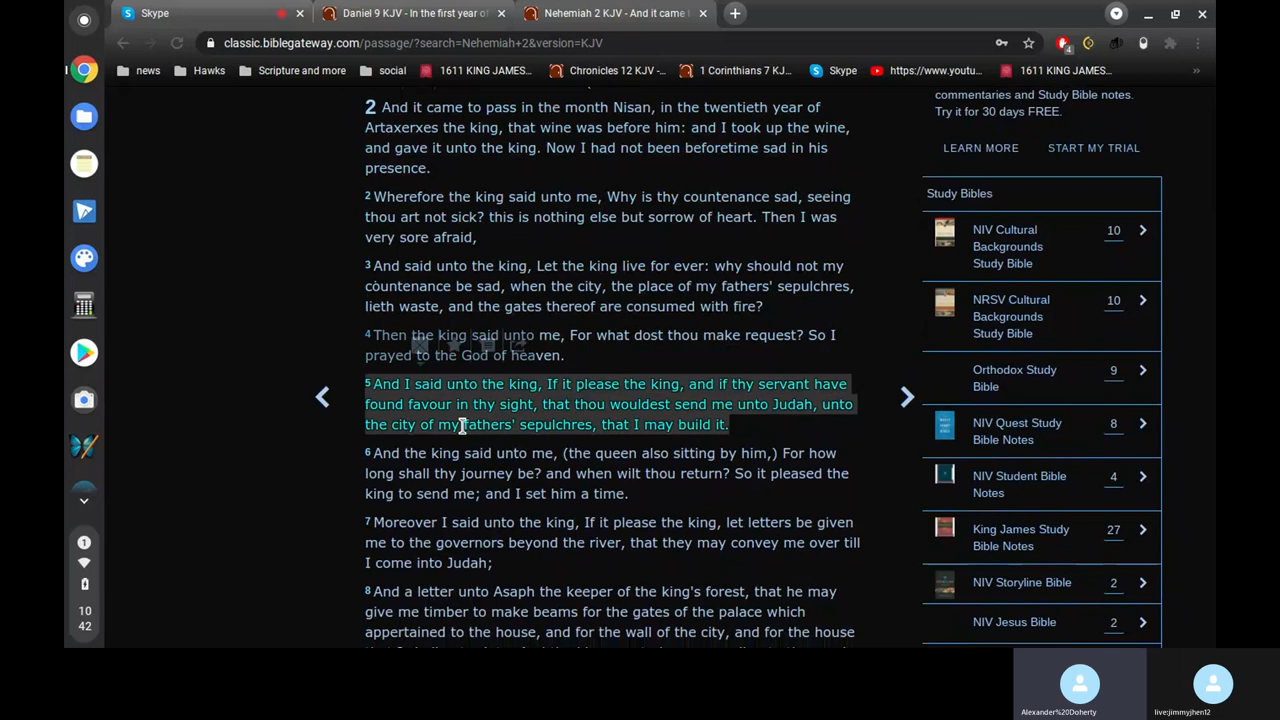 Skype
Daniel 9 KJV - In the first year of
Nehemiah 2 KJV - And it came t
classic.biblegateway.com/passage/?search=Nehemiah+2&version=KJV
4
news
Hawks
Scripture and more
social
1611 KING JAMES...
Chronicles 12 KJV -...
1 Corinthians 7 KJ...
Skype
https://www.youtu...
1611 KING JAMES...
»
2 And it came to pass in the month Nisan, in the twentieth year of
Artaxerxes the king, that wine was before him: and I took up the wine,
and gave it unto the king. Now I had not been beforetime sad in his
presence.
2 Wherefore the king said unto me, Why is thy countenance sad, seeing
thou art not sick? this is nothing else but sorrow of heart. Then I was
very sore afraid,
3 And said unto the king, Let the king live for ever: why should not my
countenance be sad, when the city, the place of my fathers' sepulchres,
lieth waste, and the gates thereof are consumed with fire?
4 Then the king said unto me, For what dost thou make request? So I
prayed to the God of heaven.
5 And I said unto the king, If it please the king, and if thy servant have
found favour in thy sight, that thou wouldest send me unto Judah, unto
the city of my fathers' sepulchres, that I may build it.
6 And the king said unto me, (the queen also sitting by him,) For how
long shall thy journey be? and when wilt thou return? So it pleased the
king to send me; and I set him a time.
7 Moreover I said unto the king, If it please the king, let letters be given
me to the governors beyond the river, that they may convey me over till
I come into Judah;
8 And a letter unto Asaph the keeper of the king's forest, that he may
give me timber to make beams for the gates of the palace which
appertained to the house, and for the wall of the city, and for the house
commentaries and Study Bible notes.
Try it for 30 days FREE.
LEARN MORE
START MY TRIAL
Study Bibles
NIV Cultural
Backgrounds
Study Bible
10
NRSV Cultural
Backgrounds
Study Bible
10
Orthodox Study
Bible
9
NIV Quest Study
Bible Notes
8
NIV Student Bible
Notes
4
King James Study
Bible Notes
27
NIV Storyline Bible
2
NIV Jesus Bible
2
1
10
42
Alexander%20Doherty
live:jimmyjhen12